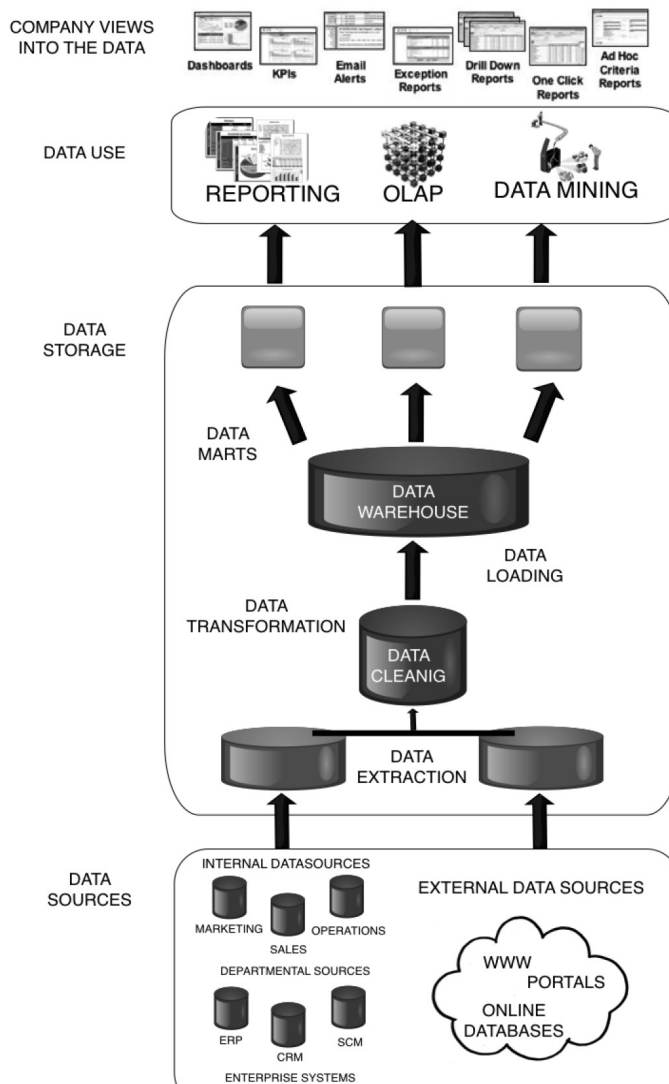 COMPANY VIEWS
INTO THE DATA
Dashboards
KPIs
Email
Alerts
Exception
Reports
Drill Down
Reports
One Click
Reports
Ad Hoc
Criteria
Reports
DATA USE
REPORTING
OLAP
DATA MINING
DATA
STORAGE
DATA
MARTS
DATA
WAREHOUSE
DATA
LOADING
DATA
TRANSFORMATION
DATA
CLEANIG
DATA
EXTRACTION
DATA
SOURCES
INTERNAL DATASOURCES
MARKETING
SALES
OPERATIONS
DEPARTMENTAL SOURCES
ERP
CRM
SCM
ENTERPRISE SYSTEMS
EXTERNAL DATA SOURCES
WWW
PORTALS
ONLINE
DATABASES